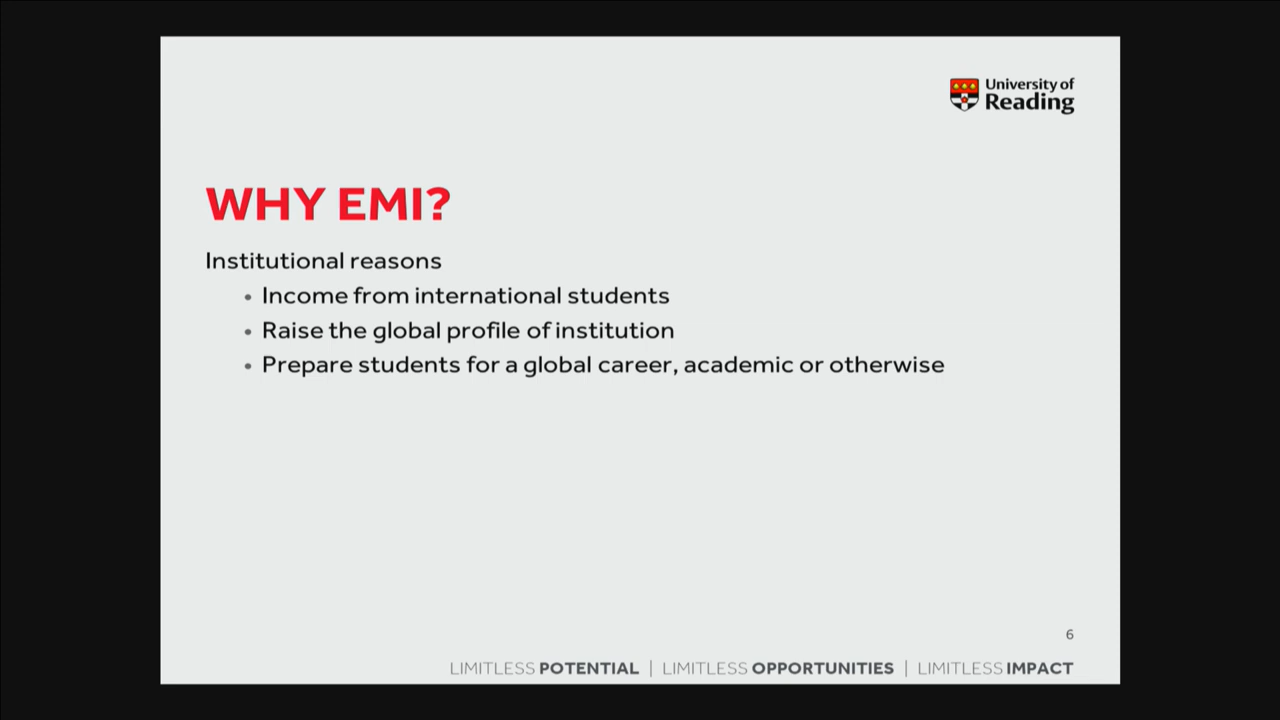 University of
Reading
WHY EMI?
Institutional reasons
• Income from international students
• Raise the global profile of institution
• Prepare students for a global career, academic or otherwise
6
LIMITLESS POTENTIAL | LIMITLESS OPPORTUNITIES | LIMITLESS IMPACT